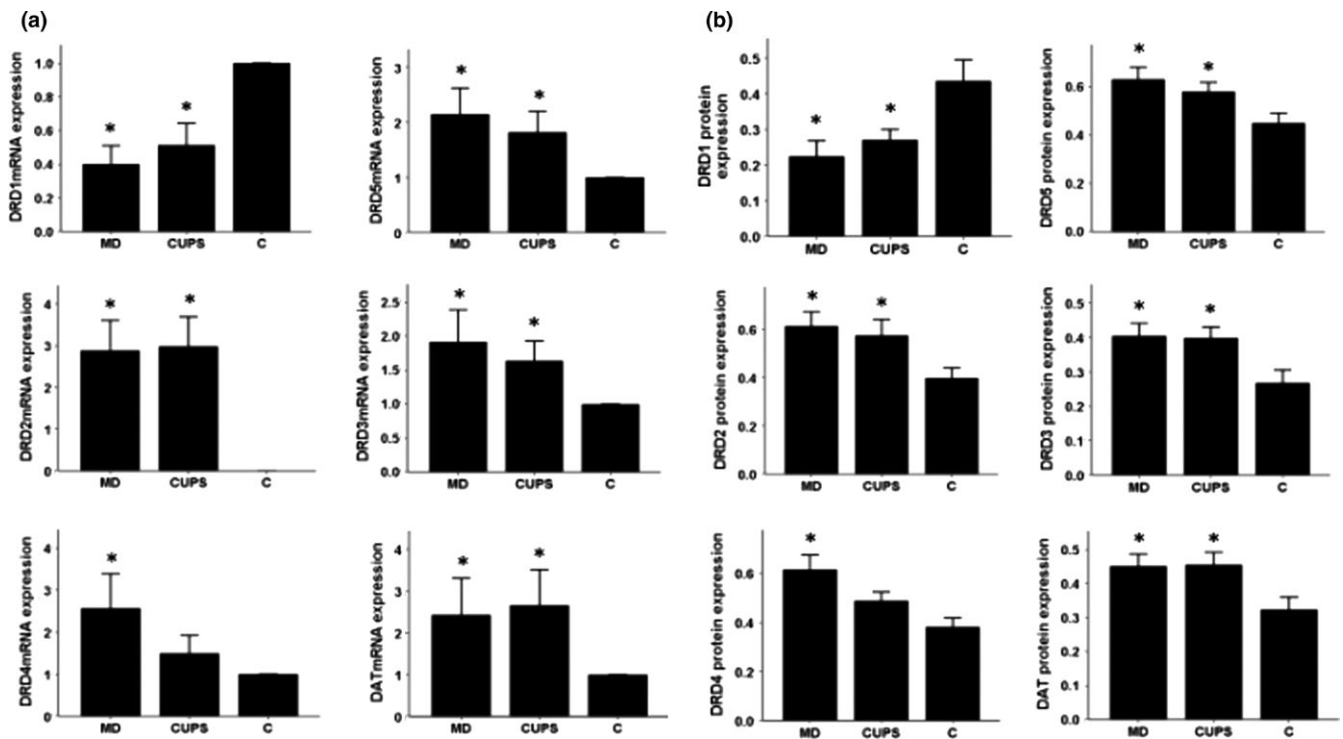 (a)
DRD1mRNA expression
1.0
0.8
0.6
0.4
0.2
0.0
* *
MD CUPS C
DRD5mRNA expression
3
2
1
0
* *
MD CUPS C
DRD2mRNA expression
4
3
2
1
0
* *
MD CUPS C
DRD3mRNA expression
2.5
2.0
1.5
1.0
0.5
0.0
* *
MD CUPS C
DRD4mRNA expression
4
3
2
1
0
*
MD CUPS C
DATmRNA expression
4
3
2
1
0
* *
MD CUPS C
(b)
DRD1 protein
expression
0.5
0.4
0.3
0.2
0.1
0.0
* *
MD CUPS C
DRD5 protein expression
0.6
0.4
0.6
0.0
* *
MD CUPS C
DRD2 protein expression
0.6
0.4
0.6
0.0
* *
MD CUPS C
DRD3 protein expression
0.5
0.4
0.3
0.2
0.1
0.0
* *
MD CUPS C
DRD4 protein expression
0.6
0.4
0.6
0.0
*
MD CUPS C
DAT protein expression
0.5
0.4
0.3
0.2
0.1
0.0
* *
MD CUPS C